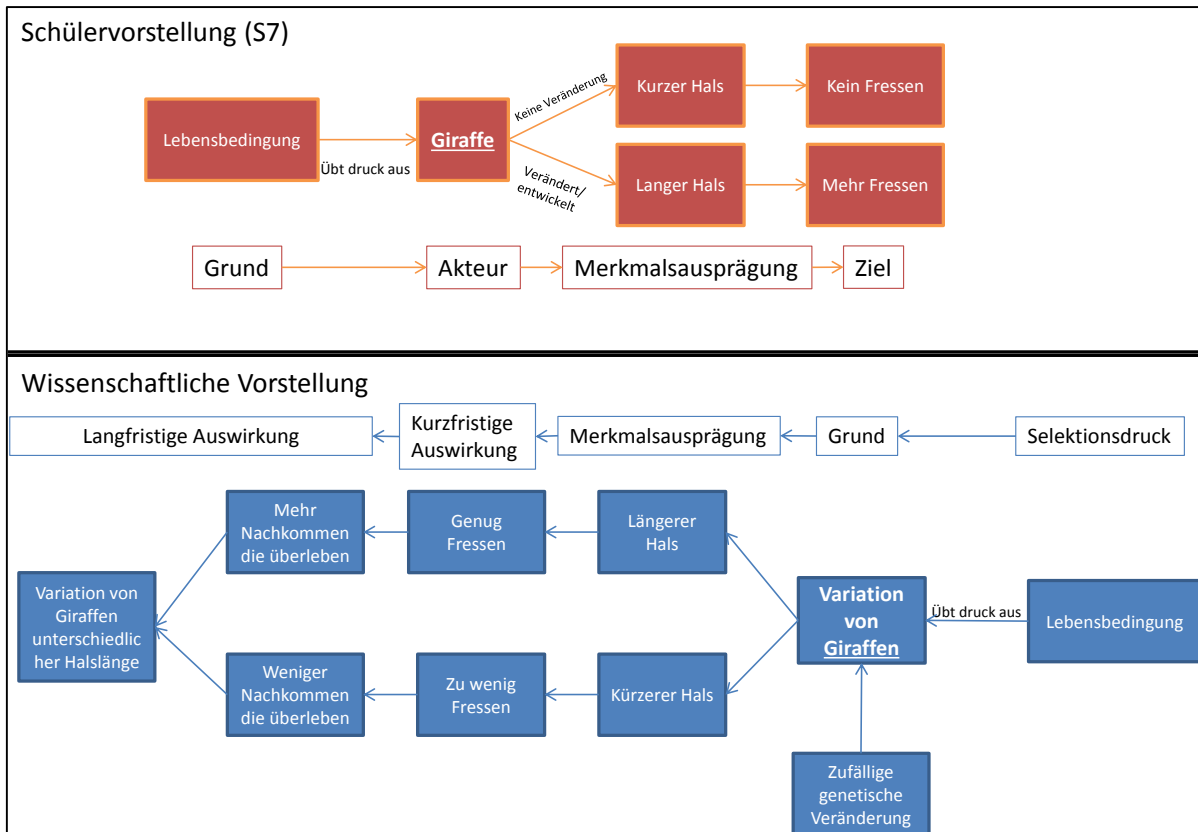 Schülervorstellung (S7)
Keine Veränderung
Kurzer Hals
Kein Fressen
Lebensbedingung
Übt druck aus
Giraffe
Verändert/
entwickelt
Langer Hals
Mehr Fressen
Grund
Akteur
Merkmalsausprägung
Ziel
Wissenschaftliche Vorstellung
Langfristige Auswirkung
Kurzfristige
Auswirkung
Merkmalsausprägung
Grund
Selektionsdruck
Mehr
Nachkommen
die überleben
Genug
Fressen
Längerer
Hals
Variation von
Giraffen
unterschiedlic
her Halslänge
Variation
von
Giraffen
Übt druck aus
Lebensbedingung
Weniger
Nachkommen
die überleben
Zu wenig
Fressen
Kürzerer Hals
Zufällige
genetische
Veränderung